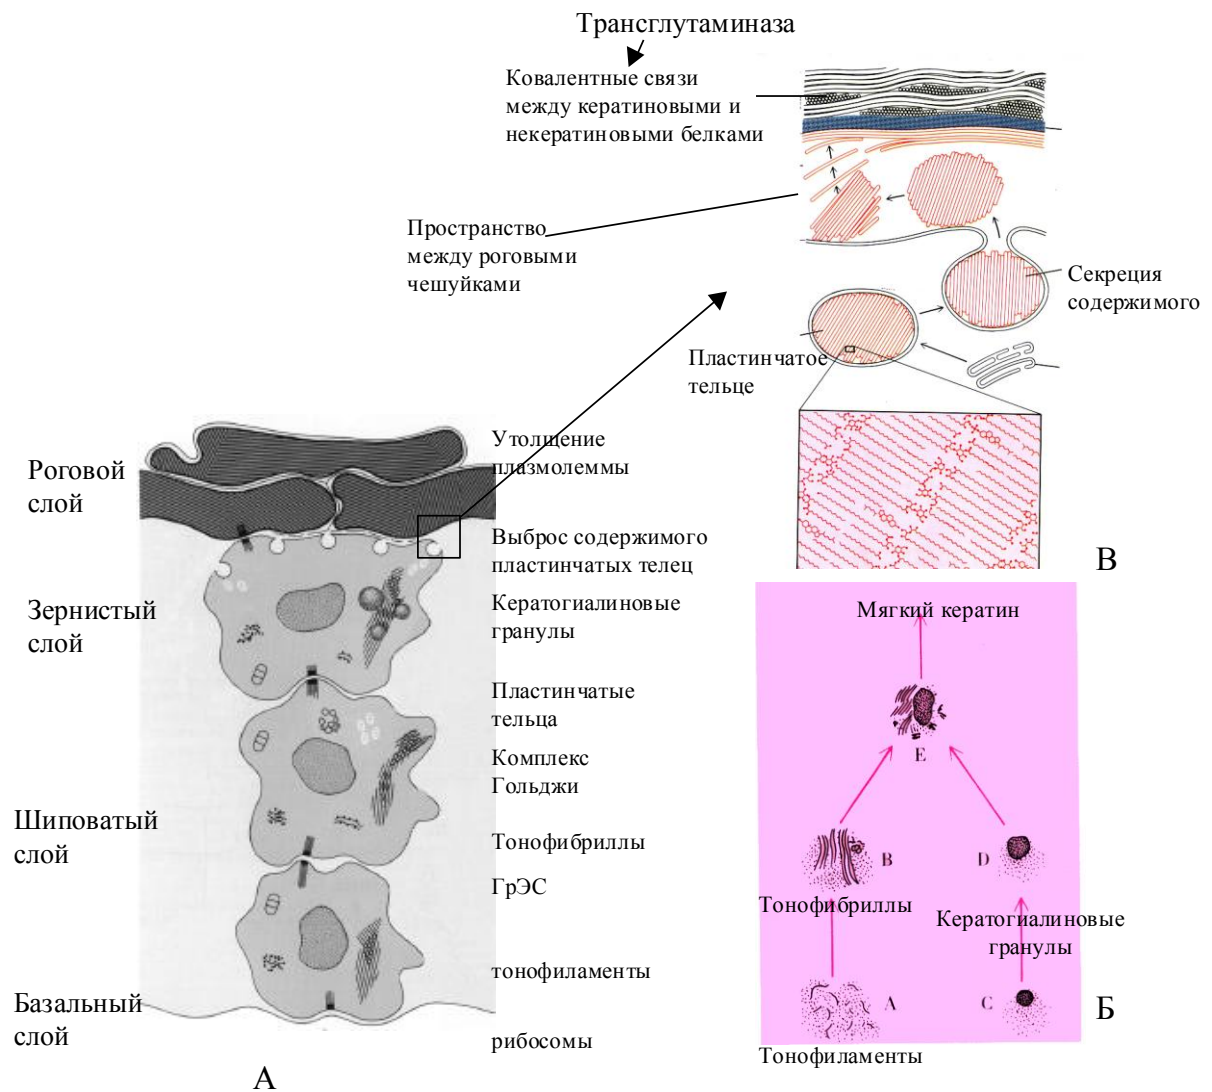 Трансглутаминаза
Ковалентные связи
между кератиновыми и
некератиновыми белками
Пространство
между роговыми
чешуйками
Секреция
содержимого
Пластинчатое
тельце
В
Роговой
слой
Зернистый
слой
Шиповатый
слой
Базальный
слой
Утолщение
плазмолеммы
Выброс содержимого
пластинчатых телец
Кератогиалиновые
гранулы
Пластинчатые
тельца
Комплекс
Гольджи
Тонофибриллы
ГрЭС
тонофиламенты
рибосомы
А
Мягкий кератин
E
B
D
Тонофибриллы
Кератогиалиновые
гранулы
A
C
Тонофиламенты
Б